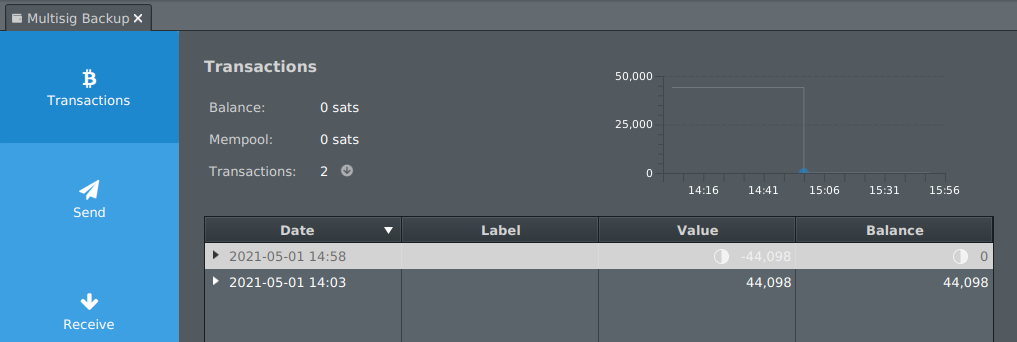 Multisig Backup
Transactions
Send
Receive
Transactions
Balance: 0 sats
Mempool: 0 sats
Transactions: 2
50,000
25,000
0
14:16 14:41 15:06 15:31 15:56
Date Label Value Balance
2021-05-01 14:58 -44,098 0
2021-05-01 14:03 44,098 44,098